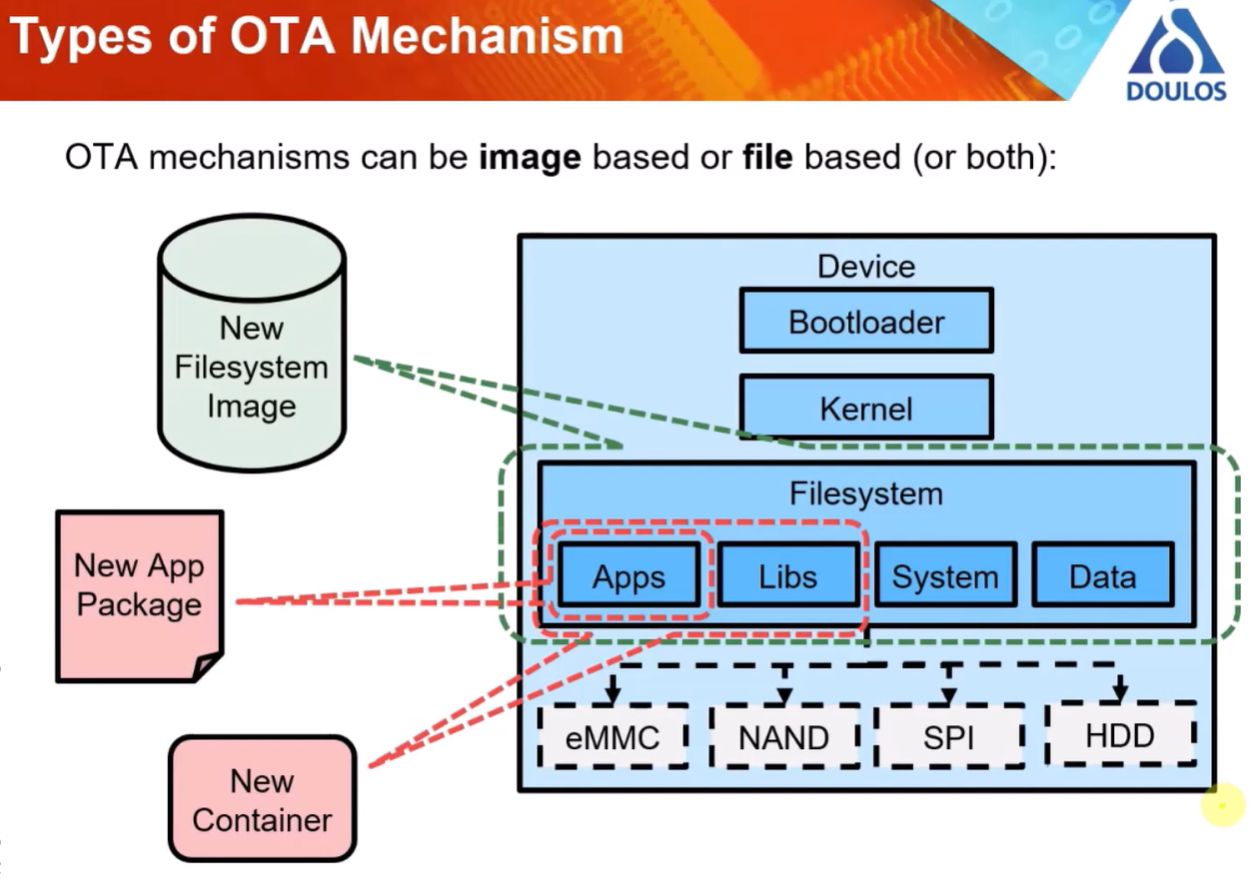 Types of OTA Mechanism
DOULOS
OTA mechanisms can be image based or file based (or both):
New
Filesystem
Image
New App
Package
New
Container
Device
Bootloader
Kernel
Filesystem
Apps
Libs
System
Data
eMMC
NAND
SPI
HDD